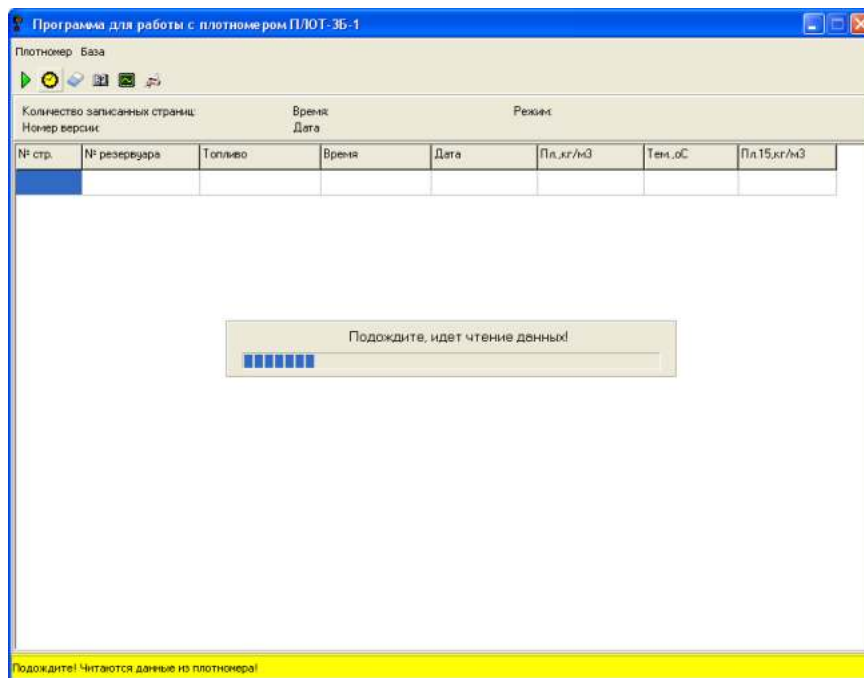 Программа для работы с плотномером ПЛОТ-3Б-1
Плотномер База
Количество записанных страниц: Время: Режим:
Номер версии: Дата
№ стр. № резервуара Топливо Время Дата Пл.,кг/м3 Тем.,оС Пл.15,кг/м3
Подождите, идет чтение данных!
Подождите! Читаются данные из плотномера!